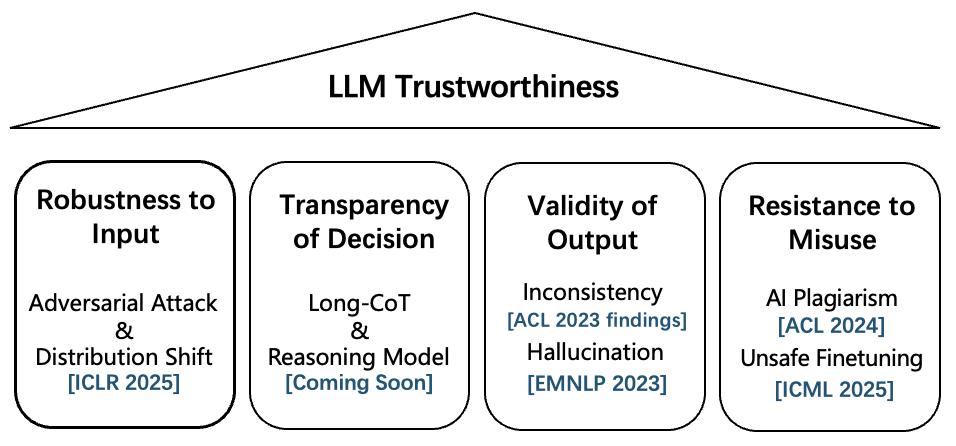 LLM Trustworthiness
Robustness to
Input
Adversarial Attack
&
Distribution Shift
[ICLR 2025]
Transparency
of Decision
Long-CoT
&
Reasoning Model
[Coming Soon]
Validity of
Output
Inconsistency
[ACL 2023 findings]
Hallucination
[EMNLP 2023]
Resistance to
Misuse
AI Plagiarism
[ACL 2024]
Unsafe Finetuning
[ICML 2025]